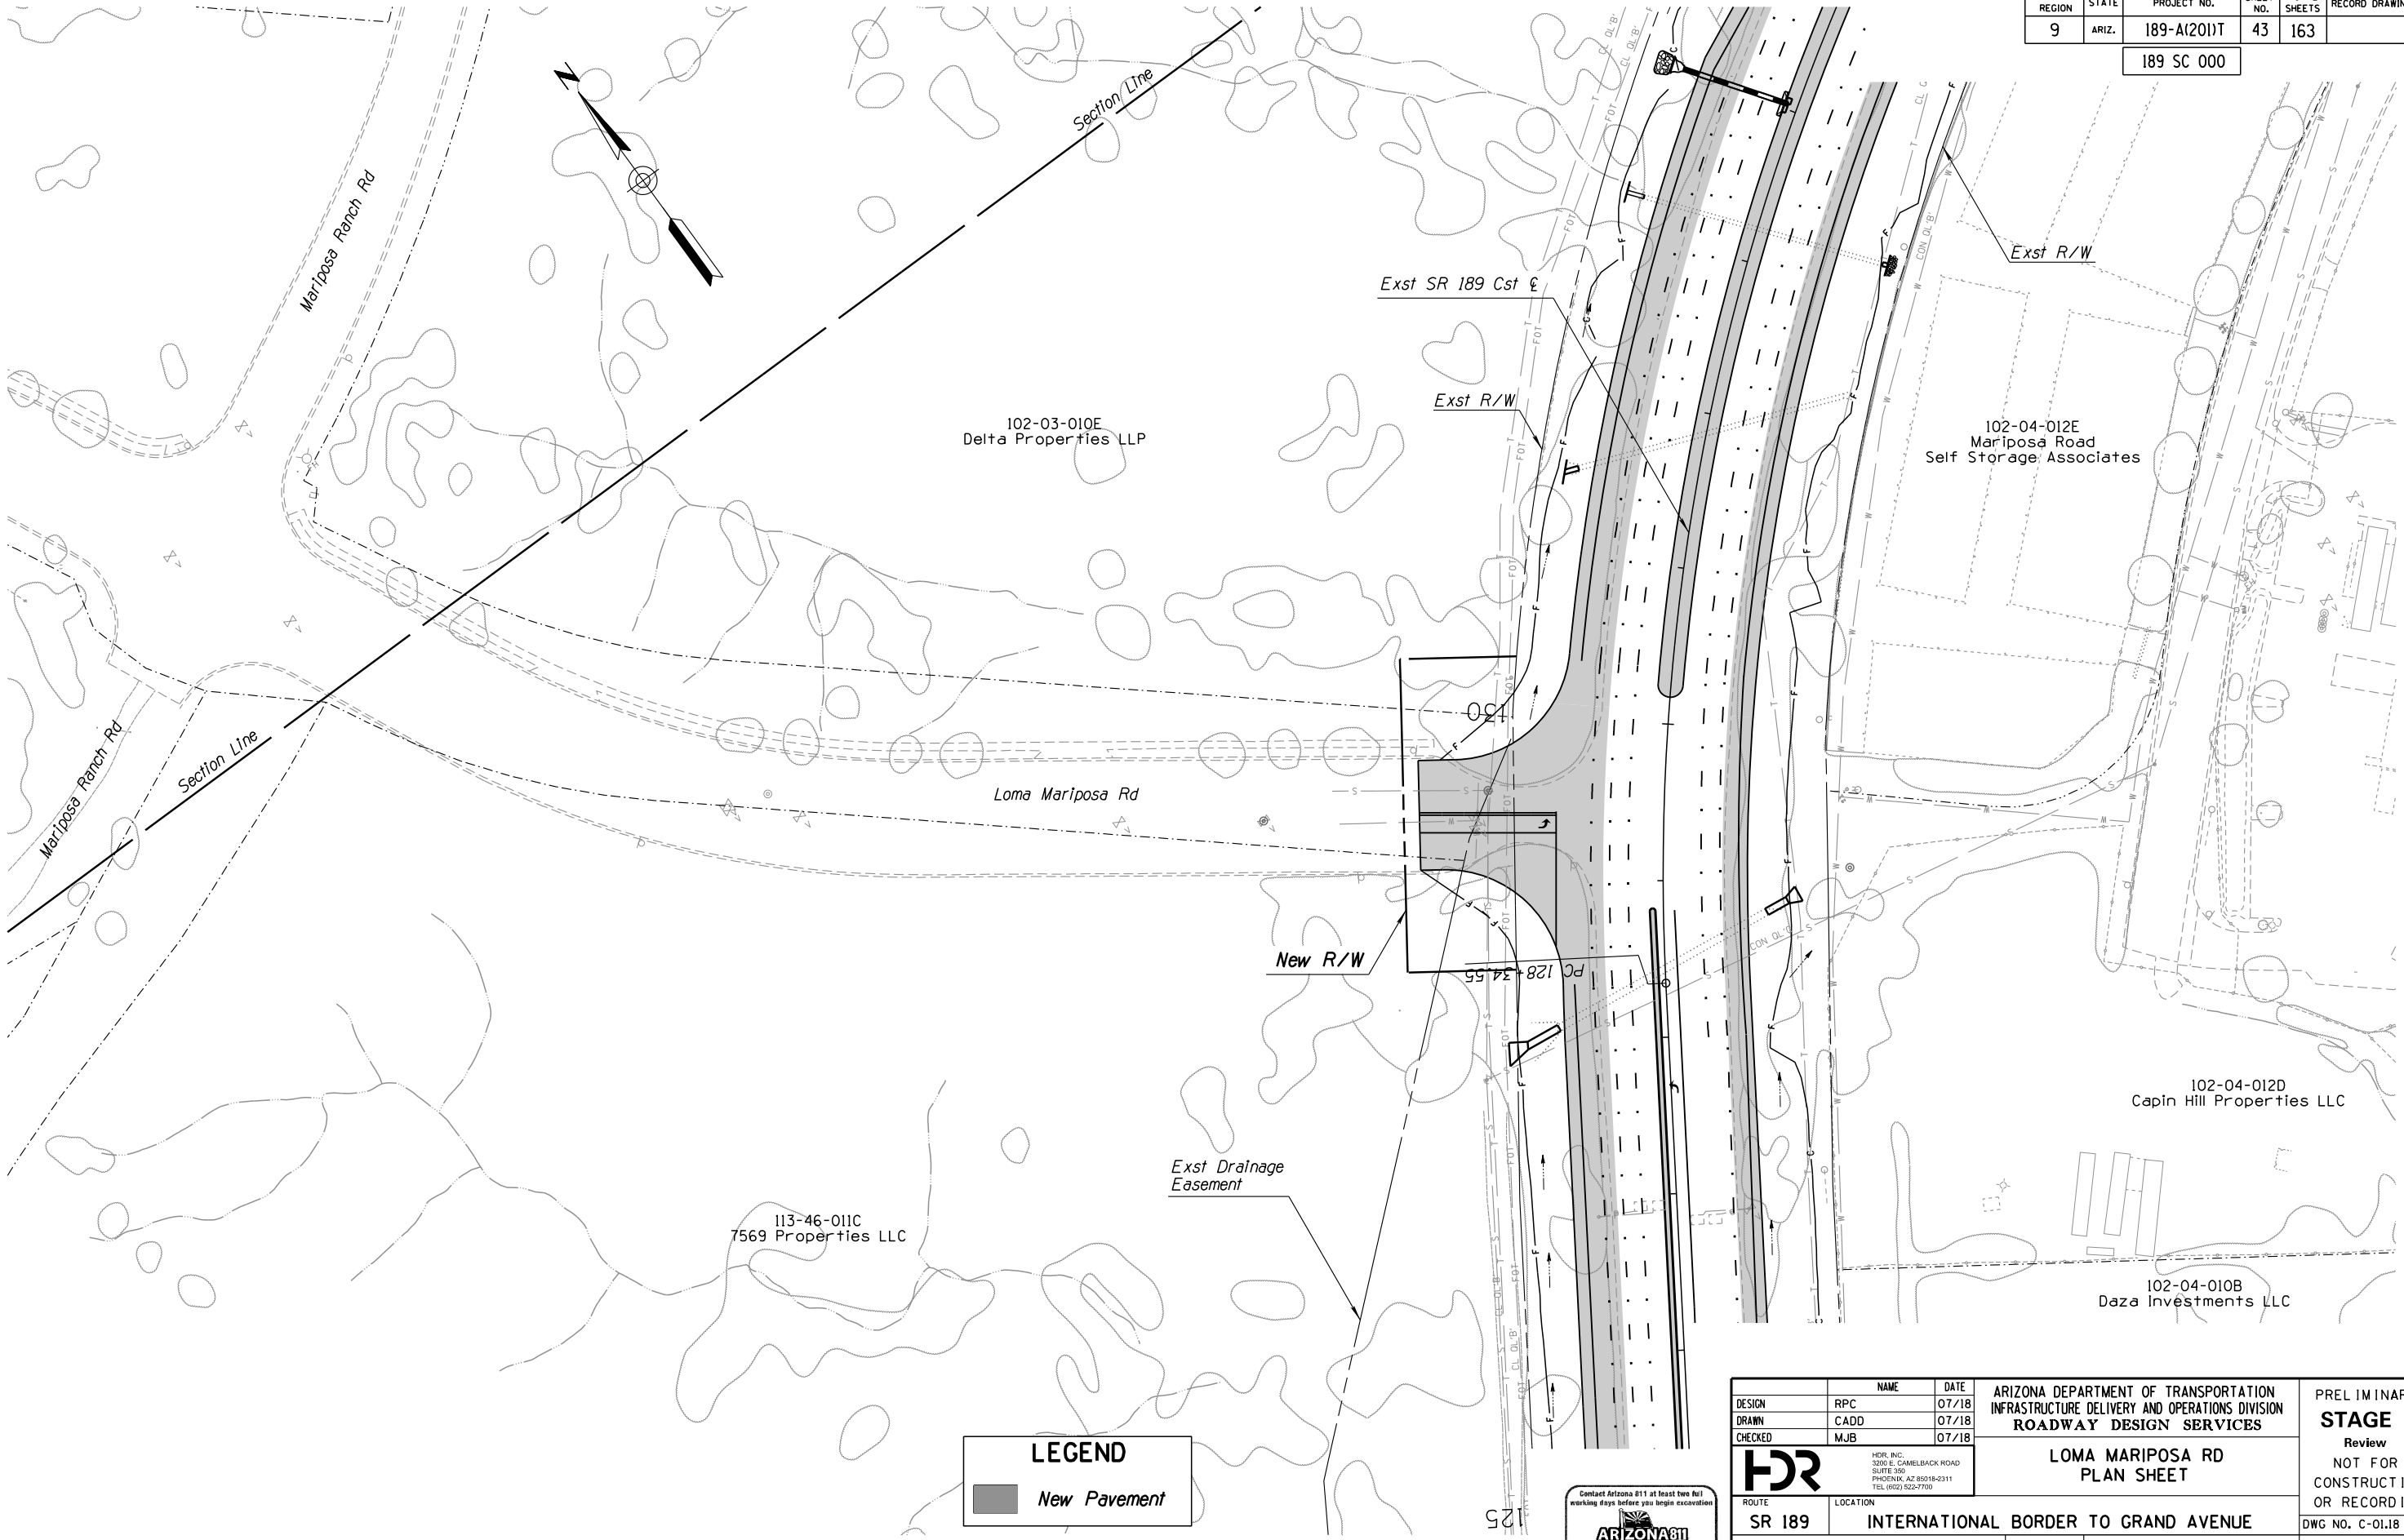 REGION STATE PROJECT NO. NO. SHEETS RECORD DRAWIN
9 ARIZ. 189-A(201)T 43 163
189 SC 000
N
Section Line
Mariposa Ranch Rd
Exst R/W
Exst SR 189 Cst ℄
Exst R/W
102-03-010E
Delta Properties LLP
102-04-012E
Mariposa Road
Self Storage Associates
130
Loma Mariposa Rd
Section Line
Mariposa Ranch Rd
New R/W
PC 128+34.55
102-04-012D
Capin Hill Properties LLC
Exst Drainage
Easement
113-46-011C
7569 Properties LLC
102-04-010B
Daza Investments LLC
125
LEGEND
New Pavement
Contact Arizona 811 at least two full
working days before you begin excavation
ARIZONA811
NAME DATE
DESIGN RPC 07/18
DRAWN CADD 07/18
CHECKED MJB 07/18
ARIZONA DEPARTMENT OF TRANSPORTATION
INFRASTRUCTURE DELIVERY AND OPERATIONS DIVISION
ROADWAY DESIGN SERVICES
HDR
HDR, INC.
3200 E. CAMELBACK ROAD
SUITE 350
PHOENIX, AZ 85018-2311
TEL (602) 522-7700
LOMA MARIPOSA RD
PLAN SHEET
PRELIMINAR
STAGE
Review
NOT FOR
CONSTRUCTI
OR RECORDI
ROUTE LOCATION
SR 189 INTERNATIONAL BORDER TO GRAND AVENUE
DWG NO. C-01.18